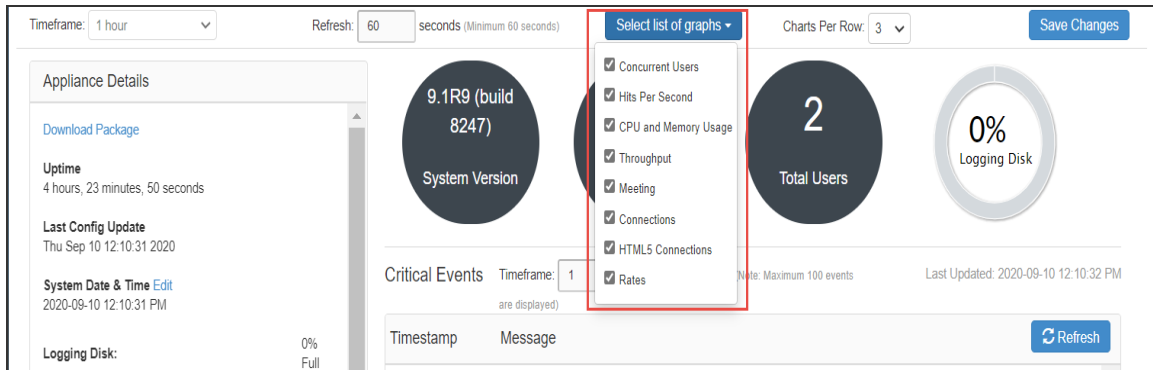 Timeframe: 1 hour Refresh: 60 seconds (Minimum 60 seconds) Select list of graphs Charts Per Row: 3 Save Changes
Appliance Details
Download Package
Uptime
4 hours, 23 minutes, 50 seconds
Last Config Update
Thu Sep 10 12:10:31 2020
System Date & Time Edit
2020-09-10 12:10:31 PM
Logging Disk: 0%
Full
9.1R9 (build
8247)
System Version
Concurrent Users
Hits Per Second
CPU and Memory Usage
Throughput
Meeting
Connections
HTML5 Connections
Rates
2
Total Users
0%
Logging Disk
Critical Events Timeframe: 1 Note: Maximum 100 events
are displayed)
Last Updated: 2020-09-10 12:10:32 PM
Timestamp Message Refresh